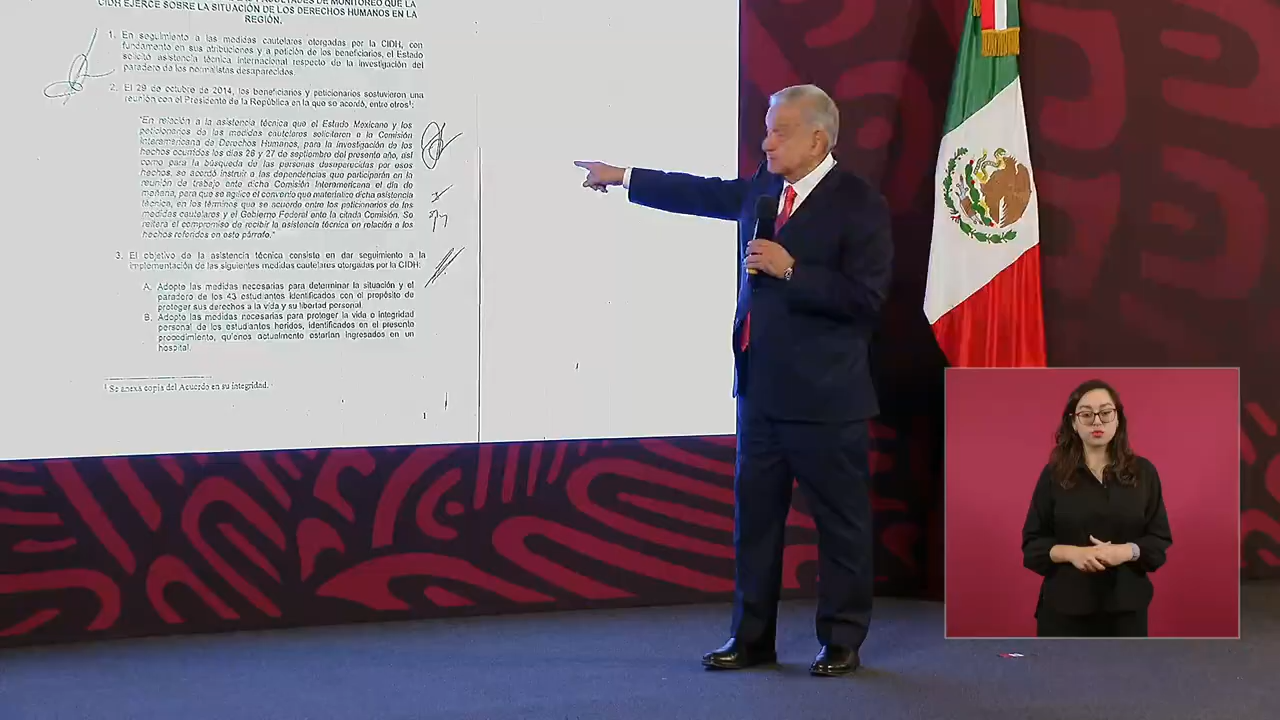 CIDH EJERCE SOBRE LA SITUACIÓN DE LOS DERECHOS HUMANOS EN LA
REGIÓN.
1. En seguimiento a las medidas cautelares otorgadas por la CIDH, con
fundamento en sus atribuciones y a petición de los beneficiarios, el Estado
solicitó asistencia técnica internacional respecto de la investigación del
paradero de los normalistas desaparecidos.
2. El 29 de octubre de 2014, los beneficiarios y peticionarios sostuvieron una
reunión con el Presidente de la República en la que se acordó, entre otros¹:
"En relación a la asistencia técnica que el Estado Mexicano y los
peticionarios de las medidas cautelares solicitaron a la Comisión
Interamericana de Derechos Humanos, para la investigación de los
hechos ocurridos los días 26 y 27 de septiembre del presente año, así
como para la búsqueda de las personas desaparecidas por esos
hechos, se acordó instruir a las dependencias que participarán en la
reunión de trabajo ante dicha Comisión Interamericana el día de
mañana, para que se agilice el convenio que materialice dicha asistencia
técnica, en los términos que se acuerdo entre los peticionarios de las
medidas cautelares y el Gobierno Federal ante la citada Comisión. Se
reitera el compromiso de recibir la asistencia técnica en relación a los
hechos referidos en este párrafo."
3. El objetivo de la asistencia técnica consiste en dar seguimiento a la
implementación de las siguientes medidas cautelares otorgadas por la CIDH:
A. Adopte las medidas necesarias para determinar la situación y el
paradero de los 43 estudiantes identificados con el propósito de
proteger sus derechos a la vida y su libertad personal
B. Adopte las medidas necesarias para proteger la vida e integridad
personal de los estudiantes heridos, identificados en el presente
procedimiento, quienes actualmente estarían ingresados en un
hospital.
¹ Se anexa copia del Acuerdo en su integridad.